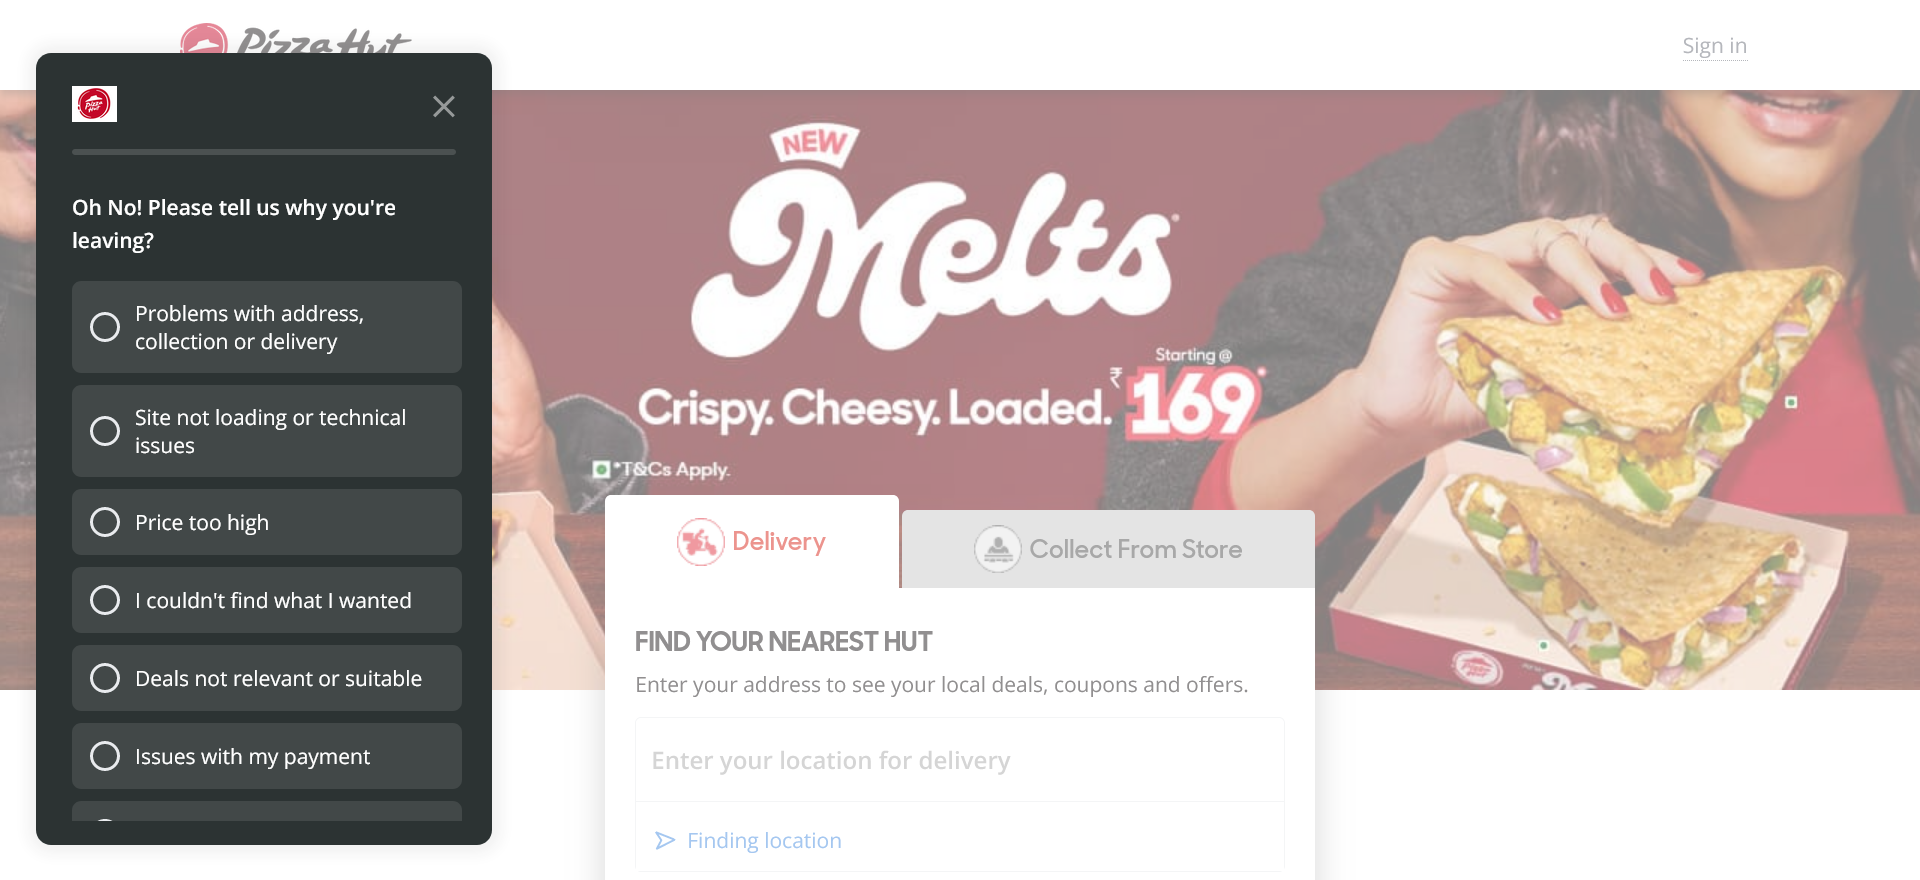 Pizza Hut
Sign in
Pizza
Hut
Oh No! Please tell us why you're
leaving?
Problems with address,
collection or delivery
Site not loading or technical
issues
Price too high
I couldn't find what I wanted
Deals not relevant or suitable
Issues with my payment
NEW
Melts
Starting @
Crispy. Cheesy. Loaded. ₹169*
*T&Cs Apply.
Delivery
Collect From Store
FIND YOUR NEAREST HUT
Enter your address to see your local deals, coupons and offers.
Enter your location for delivery
Finding location